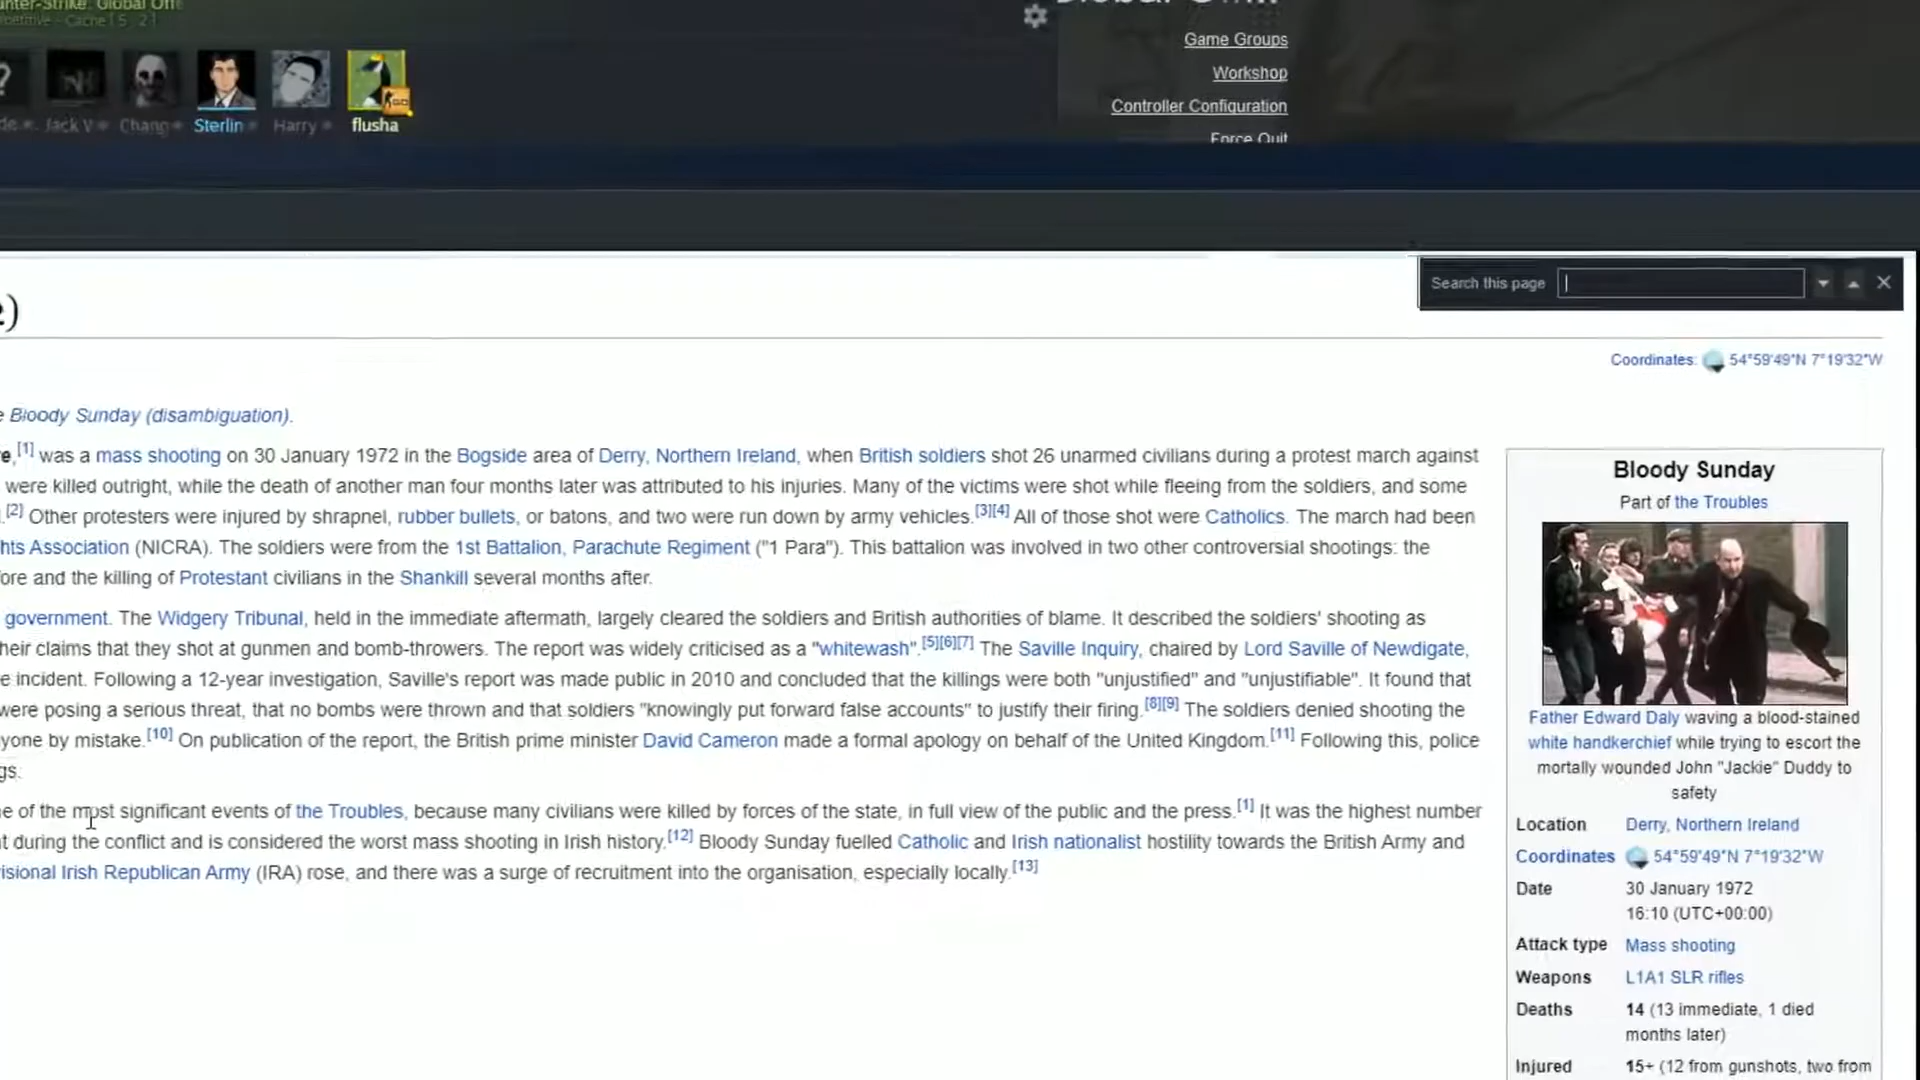 Game Groups
Workshop
Controller Configuration
Force Quit
Jack V
Chang
Sterlin
Harry
flusha
Search this page
Coordinates: 54°59'49"N 7°19'32"W
Bloody Sunday (disambiguation).
[1] was a mass shooting on 30 January 1972 in the Bogside area of Derry, Northern Ireland, when British soldiers shot 26 unarmed civilians during a protest march against
were killed outright, while the death of another man four months later was attributed to his injuries. Many of the victims were shot while fleeing from the soldiers, and some
.[2] Other protesters were injured by shrapnel, rubber bullets, or batons, and two were run down by army vehicles.[3][4] All of those shot were Catholics. The march had been
hts Association (NICRA). The soldiers were from the 1st Battalion, Parachute Regiment ("1 Para"). This battalion was involved in two other controversial shootings: the
ore and the killing of Protestant civilians in the Shankill several months after.
government. The Widgery Tribunal, held in the immediate aftermath, largely cleared the soldiers and British authorities of blame. It described the soldiers' shooting as
heir claims that they shot at gunmen and bomb-throwers. The report was widely criticised as a "whitewash".[5][6][7] The Saville Inquiry, chaired by Lord Saville of Newdigate,
e incident. Following a 12-year investigation, Saville's report was made public in 2010 and concluded that the killings were both "unjustified" and "unjustifiable". It found that
were posing a serious threat, that no bombs were thrown and that soldiers "knowingly put forward false accounts" to justify their firing.[8][9] The soldiers denied shooting the
yone by mistake.[10] On publication of the report, the British prime minister David Cameron made a formal apology on behalf of the United Kingdom.[11] Following this, police
gs.
e of the most significant events of the Troubles, because many civilians were killed by forces of the state, in full view of the public and the press.[1] It was the highest number
t during the conflict and is considered the worst mass shooting in Irish history.[12] Bloody Sunday fuelled Catholic and Irish nationalist hostility towards the British Army and
isional Irish Republican Army (IRA) rose, and there was a surge of recruitment into the organisation, especially locally.[13]
Bloody Sunday
Part of the Troubles
Father Edward Daly waving a blood-stained
white handkerchief while trying to escort the
mortally wounded John "Jackie" Duddy to
safety
Location Derry, Northern Ireland
Coordinates 54°59'49"N 7°19'32"W
Date 30 January 1972
16:10 (UTC+00:00)
Attack type Mass shooting
Weapons L1A1 SLR rifles
Deaths 14 (13 immediate, 1 died
months later)
Injured 15+ (12 from gunshots, two from